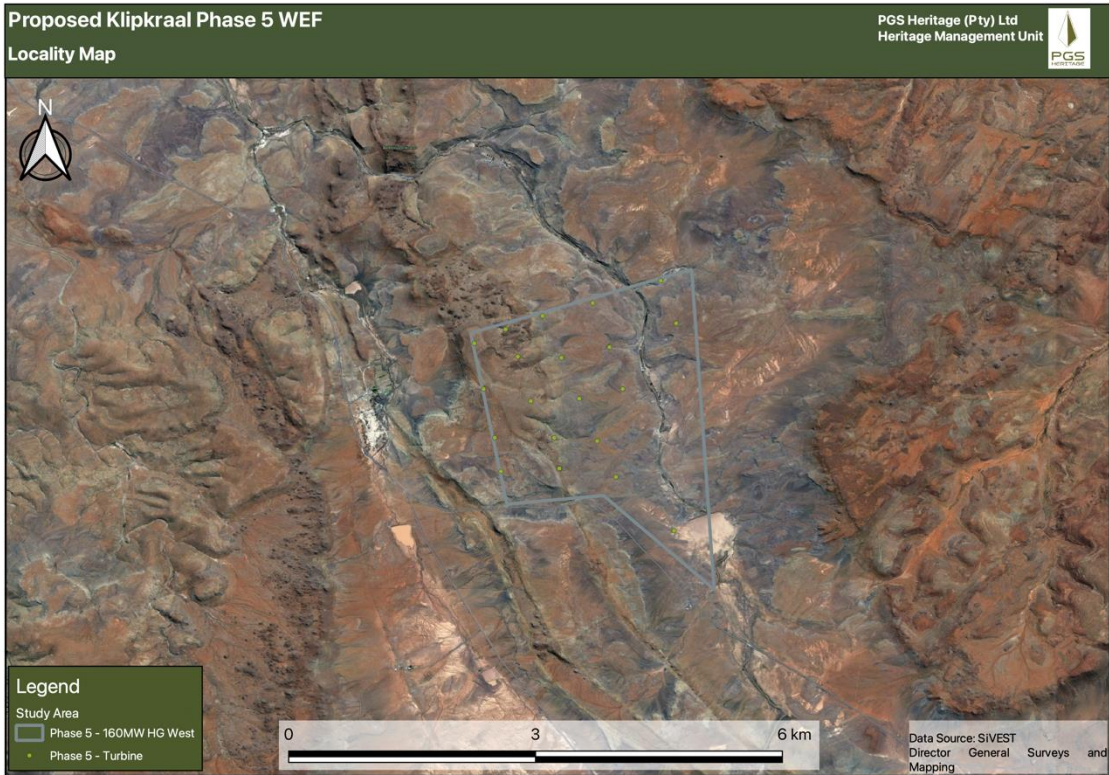 Proposed Klipkraal Phase 5 WEF
Locality Map
PGS Heritage (Pty) Ltd
Heritage Management Unit
PGS
HERITAGE
N
Legend
Study Area
Phase 5 - 160MW HG West
Phase 5 - Turbine
0 3 6 km
Data Source: SiVEST
Director General Surveys and
Mapping